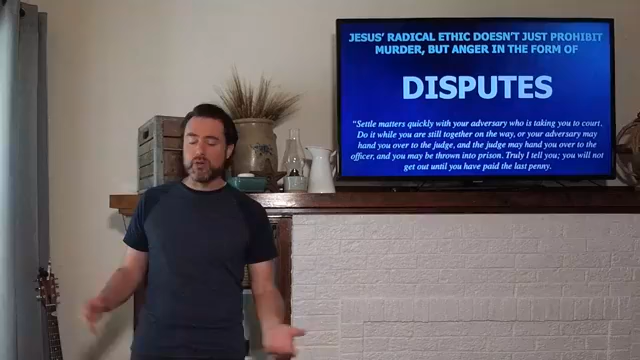 JESUS' RADICAL ETHIC DOESN'T JUST PROHIBIT
MURDER, BUT ANGER IN THE FORM OF
DISPUTES
"Settle matters quickly with your adversary who is taking you to court.
Do it while you are still together on the way, or your adversary may
hand you over to the judge, and the judge may hand you over to the
officer, and you may be thrown into prison. Truly I tell you; you will not
get out until you have paid the last penny.